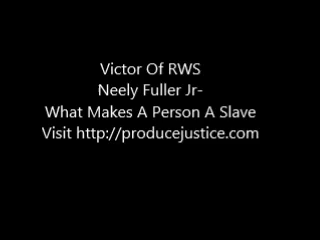 Victor Of RWS
Neely Fuller Jr-
What Makes A Person A Slave
Visit http://producejustice.com